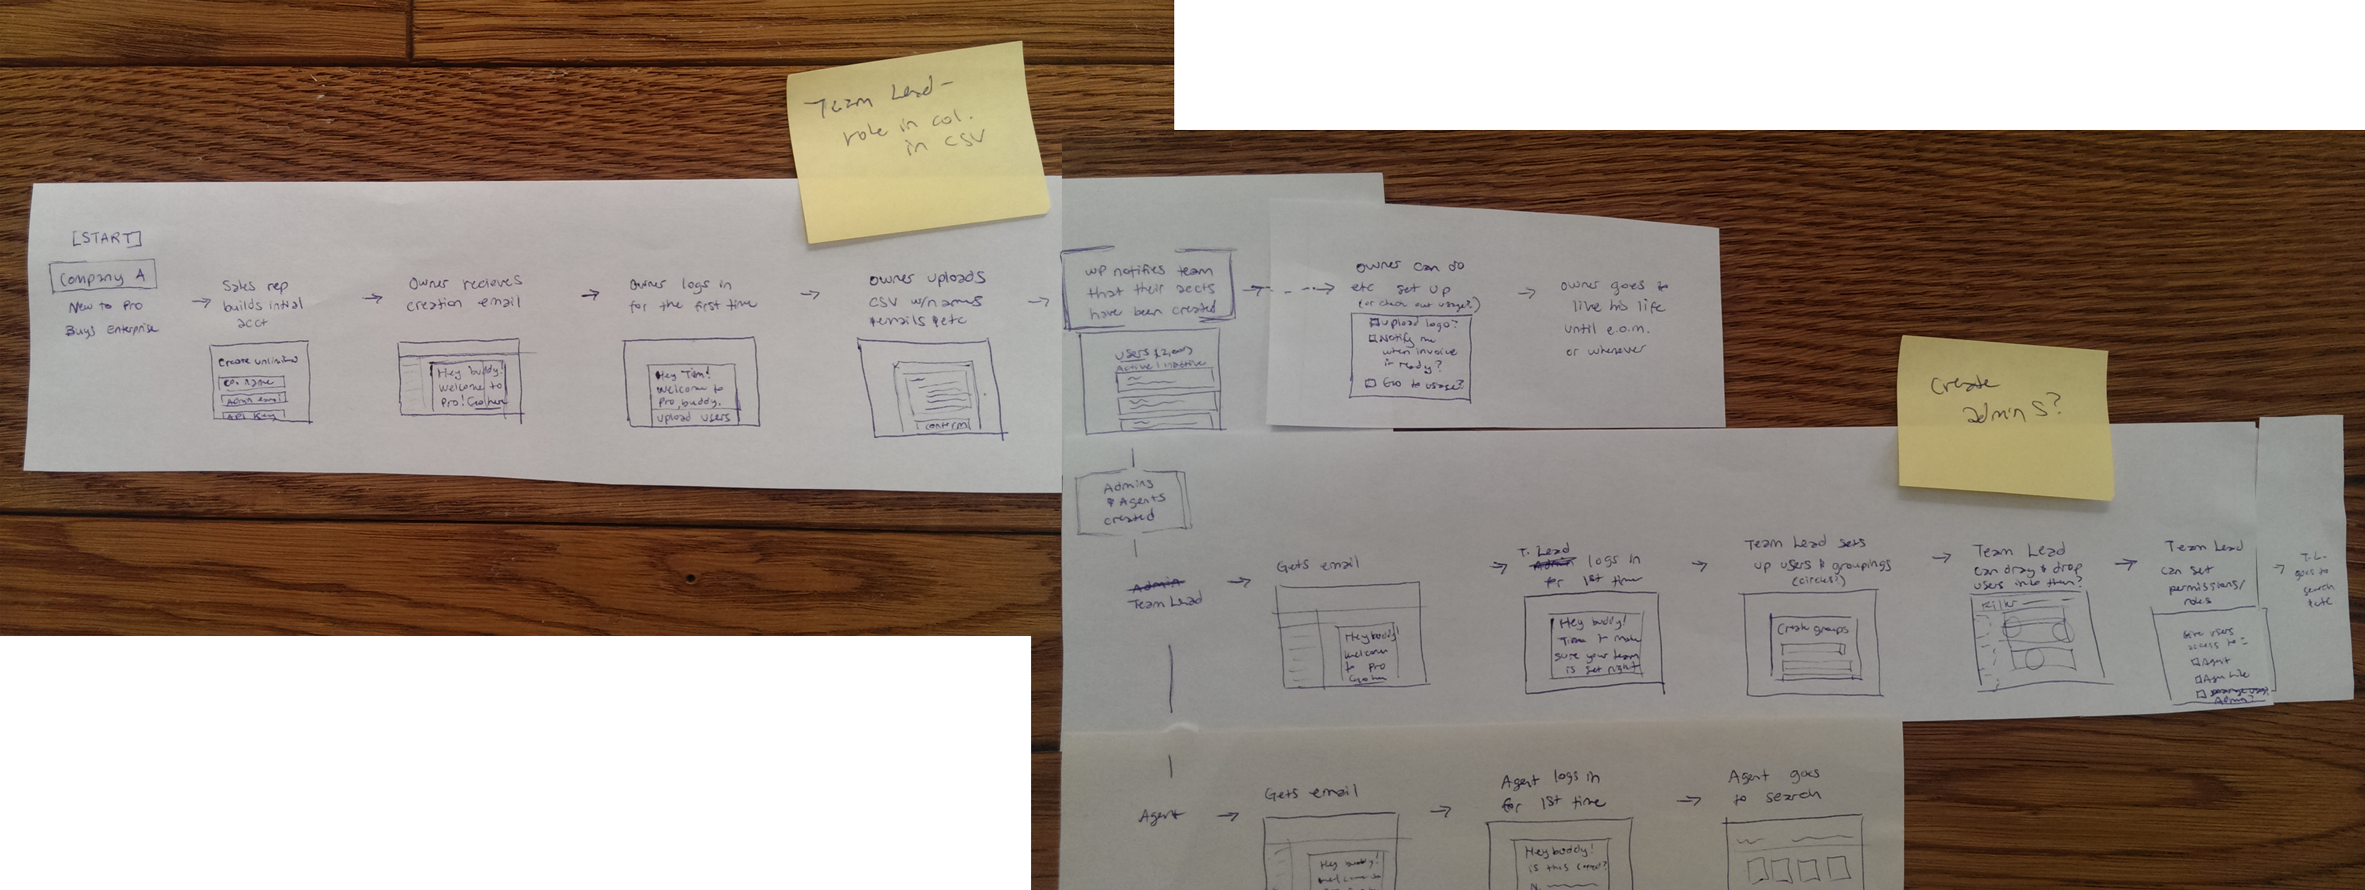 Team Lead -
role in col.
in CSV
[START]
Company A
New to Pro
Buys Enterprise
Sales rep
builds intial
acct
Create unlimited
Co. name
Admin email
API Key
Owner recieves
creation email
Hey buddy!
Welcome to
Pro! Go here
Owner logs in
for the first time
Hey Tom!
Welcome to
Pro, buddy.
Upload users
Owner uploads
CSV w/names
& emails & etc
Confirm
WP notifies team
that their accts
have been created
Users (2,000)
Active | Inactive
Owner can do
etc set up
(or check out usage?)
Upload logo?
Notify me
when invoice
is ready?
Go to usage?
Owner goes to
live his life
until e.o.m.
or whenever
Create
admins?
Admins
& Agents
created
Admin
Team Lead
Gets email
Hey buddy!
Welcome
to Pro
Go here
T. Lead
Admin logs in
for 1st time
Hey buddy!
Time to make
sure your team
is set right
Team Lead sets
up users & groupings
(circus?)
Create groups
Team Lead
can drag & drop
users into them?
Filter
Team Lead
can set
permissions/
roles
Give users
access to:
Agent
Admin?
T.L.
goes to
search
Agent
Gets email
Hey buddy!
Welcome to
Agent logs in
for 1st time
Hey buddy!
is this correct?
N.
Agent goes
to search